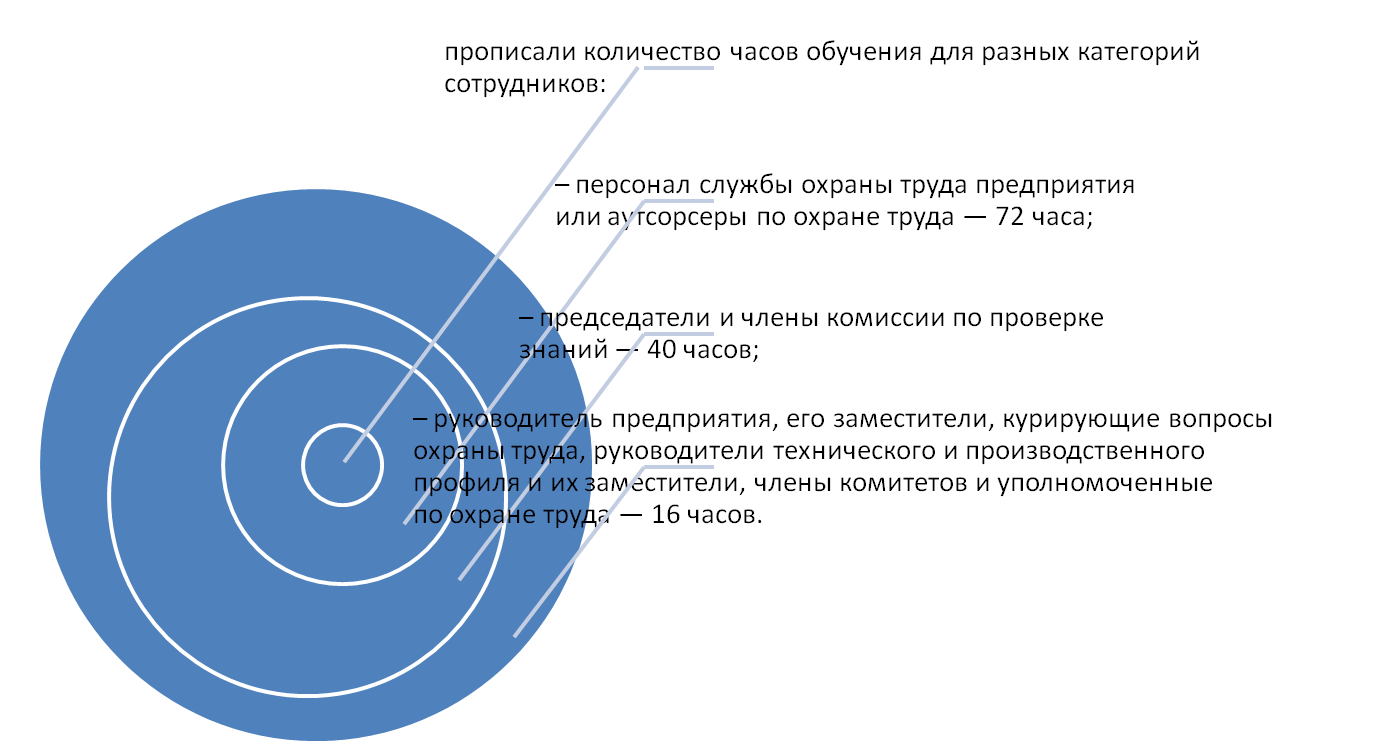 прописали количество часов обучения для разных категорий
сотрудников:
– персонал службы охраны труда предприятия
или аутсорсеры по охране труда — 72 часа;
– председатели и члены комиссии по проверке
знаний — 40 часов;
– руководитель предприятия, его заместители, курирующие вопросы
охраны труда, руководители технического и производственного
профиля и их заместители, члены комитетов и уполномоченные
по охране труда — 16 часов.